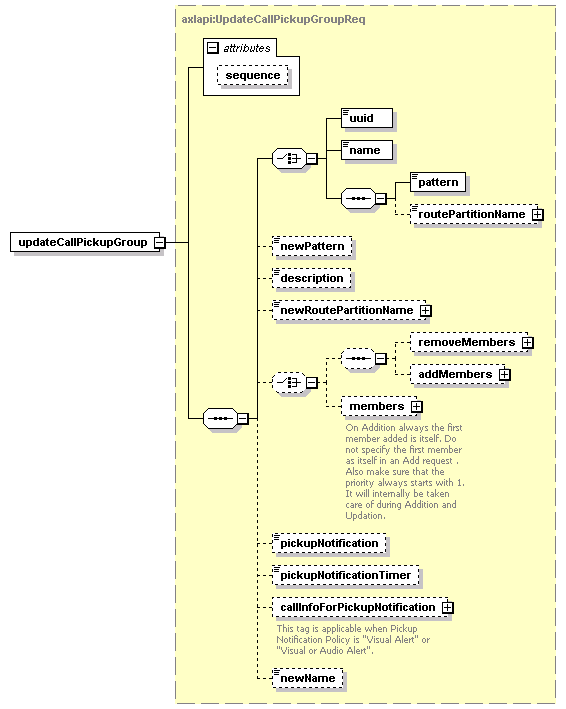 axlapi:UpdateCallPickupGroupReq
attributes
sequence
uuid
name
pattern
routePartitionName
updateCallPickupGroup
newPattern
description
newRoutePartitionName
removeMembers
addMembers
members
On Addition always the first
member added is itself. Do
not specify the first member
as itself in an Add request .
Also make sure that the
priority always starts with 1.
It will internally be taken
care of during Addition and
Updation.
pickupNotification
pickupNotificationTimer
callInfoForPickupNotification
This tag is applicable when Pickup
Notification Policy is "Visual Alert" or
"Visual or Audio Alert".
newName